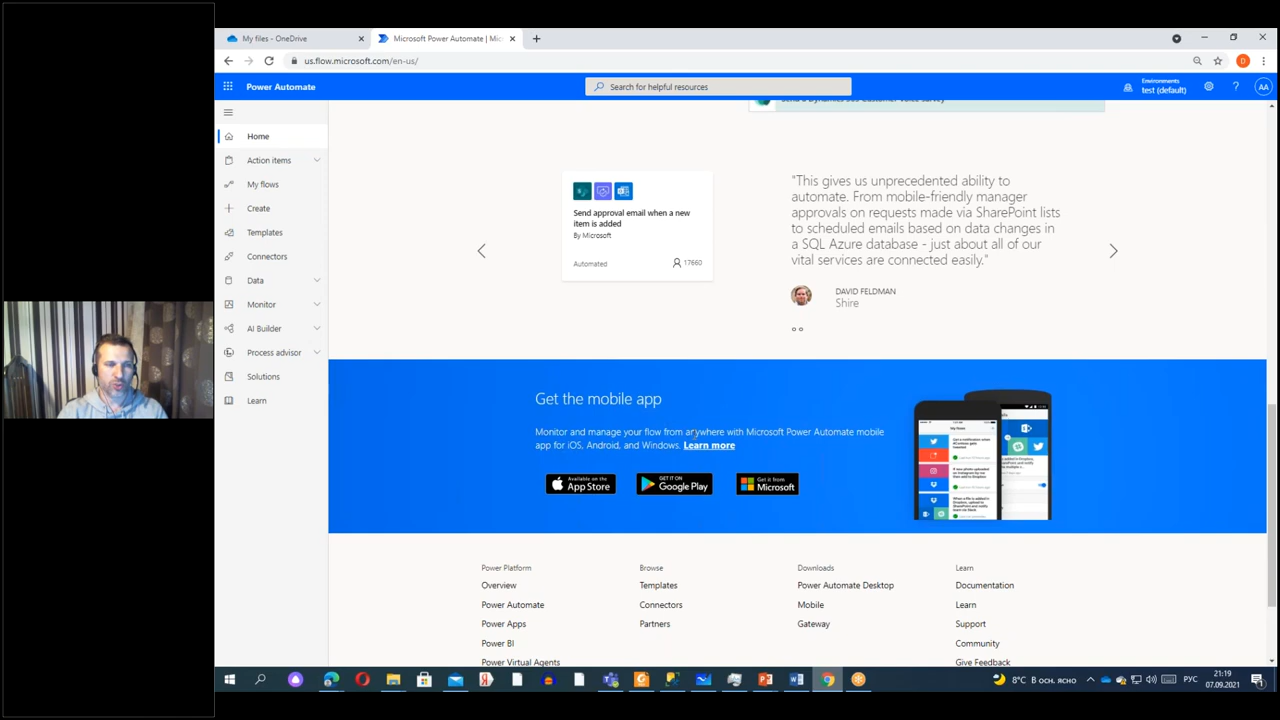 My files - OneDrive
Microsoft Power Automate | Mic
us.flow.microsoft.com/en-us/
Power Automate
Search for helpful resources
Environments
test (default)
AA
Home
Action items
My flows
Create
Templates
Connectors
Data
Monitor
AI Builder
Process advisor
Solutions
Learn
Send approval email when a new
item is added
By Microsoft
Automated
17660
"This gives us unprecedented ability to
automate. From mobile-friendly manager
approvals on requests made via SharePoint lists
to scheduled emails based on data changes in
a SQL Azure database - just about all of our
vital services are connected easily."
DAVID FELDMAN
Shire
Get the mobile app
Monitor and manage your flow from anywhere with Microsoft Power Automate mobile
app for iOS, Android, and Windows. Learn more
Available on the
App Store
GET IT ON
Google Play
Get it from
Microsoft
Power Platform
Overview
Power Automate
Power Apps
Power BI
Power Virtual Agents
Browse
Templates
Connectors
Partners
Downloads
Power Automate Desktop
Mobile
Gateway
Learn
Documentation
Learn
Support
Community
Give Feedback
8°C В осн. ясно
РУС
21:19
07.09.2021